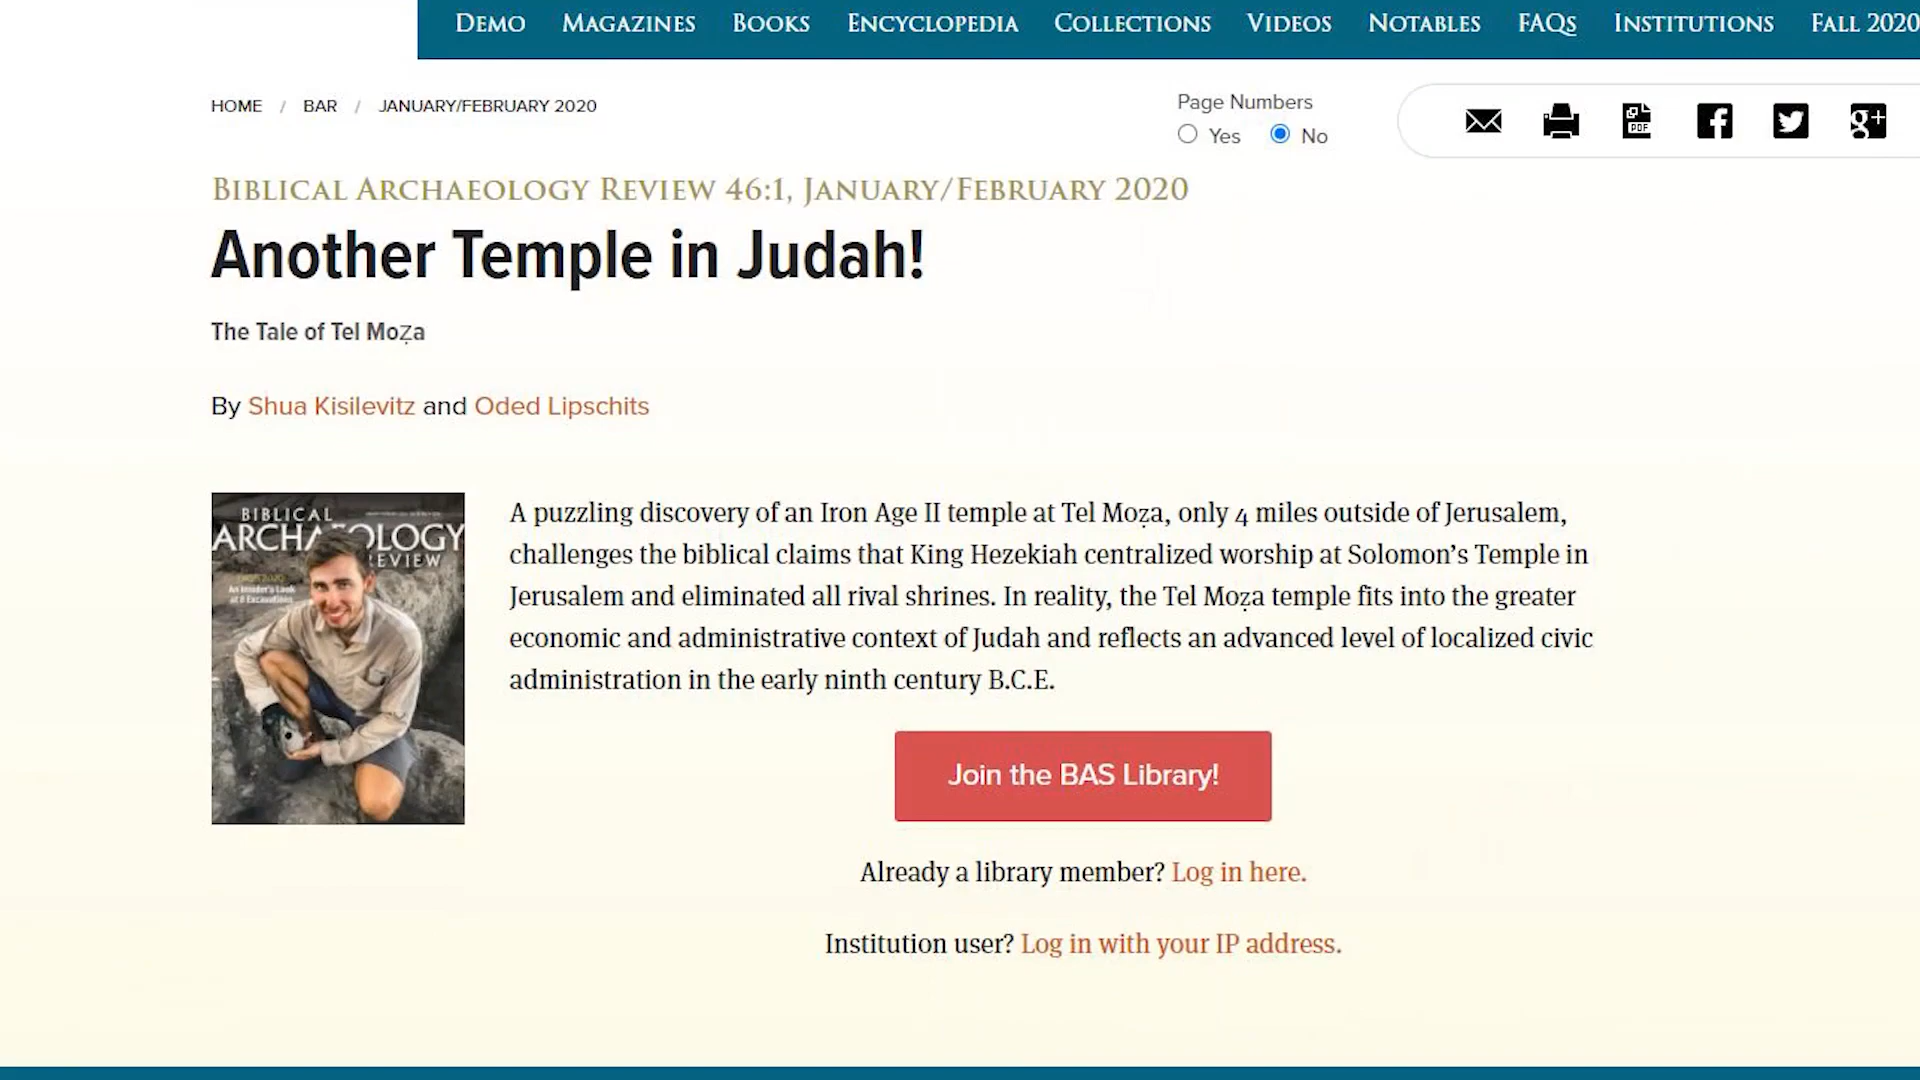 DEMO MAGAZINES BOOKS ENCYCLOPEDIA COLLECTIONS VIDEOS NOTABLES FAQS INSTITUTIONS FALL 2020
HOME / BAR / JANUARY/FEBRUARY 2020
Page Numbers
Yes No
PDF
g+
BIBLICAL ARCHAEOLOGY REVIEW 46:1, JANUARY/FEBRUARY 2020
Another Temple in Judah!
The Tale of Tel Moẓa
By Shua Kisilevitz and Oded Lipschits
BIBLICAL
REVIEW
An Insider's Look
A puzzling discovery of an Iron Age II temple at Tel Moẓa, only 4 miles outside of Jerusalem,
challenges the biblical claims that King Hezekiah centralized worship at Solomon’s Temple in
Jerusalem and eliminated all rival shrines. In reality, the Tel Moẓa temple fits into the greater
economic and administrative context of Judah and reflects an advanced level of localized civic
administration in the early ninth century B.C.E.
Join the BAS Library!
Already a library member? Log in here.
Institution user? Log in with your IP address.